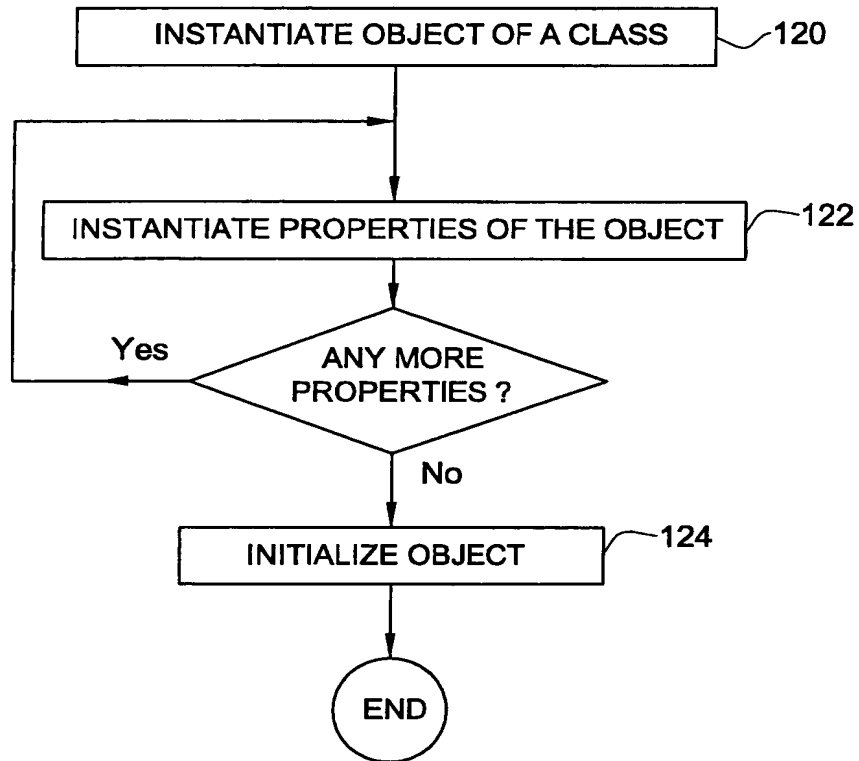 INSTANTIATE OBJECT OF A CLASS
120
INSTANTIATE PROPERTIES OF THE OBJECT
122
Yes
ANY MORE
PROPERTIES ?
No
INITIALIZE OBJECT
124
END